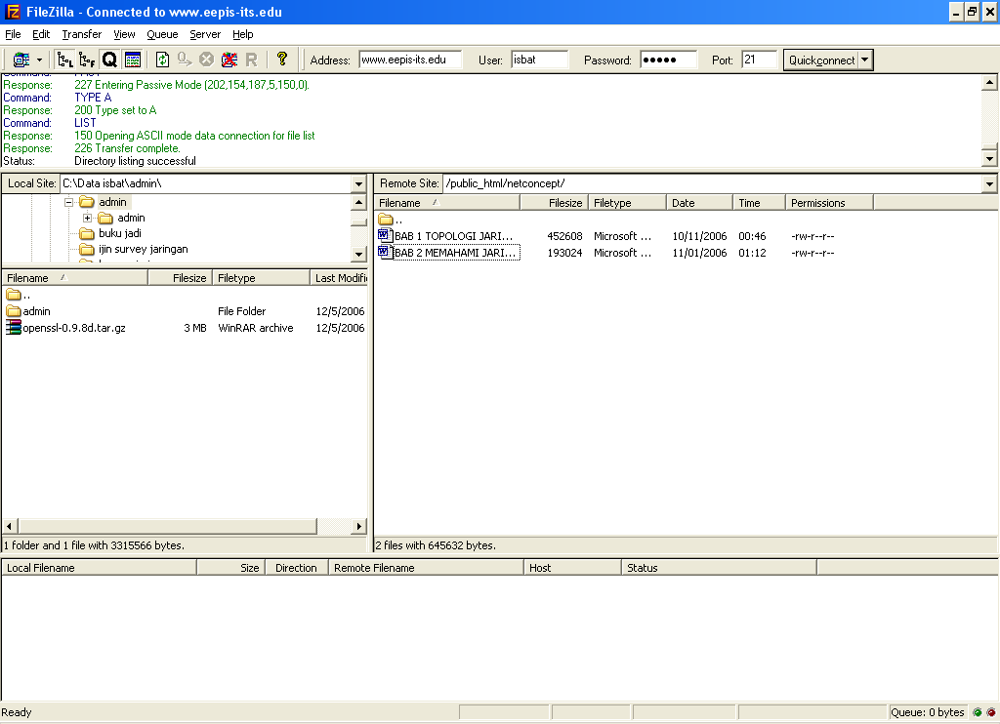 FileZilla - Connected to www.eepis-its.edu
File Edit Transfer View Queue Server Help
Address: www.eepis-its.edu User: isbat Password: ●●●●● Port: 21 Quickconnect
Response: 227 Entering Passive Mode (202,154,187,5,150,0).
Command: TYPE A
Response: 200 Type set to A
Command: LIST
Response: 150 Opening ASCII mode data connection for file list
Response: 226 Transfer complete.
Status: Directory listing successful
Local Site: C:\Data isbat\admin\
admin
admin
buku jadi
ijin survey jaringan
Filename Filesize Filetype Last Modifi
..
admin File Folder 12/5/2006
openssl-0.9.8d.tar.gz 3 MB WinRAR archive 12/5/2006
1 folder and 1 file with 3315566 bytes.
Remote Site: /public_html/netconcept/
Filename Filesize Filetype Date Time Permissions
..
BAB 1 TOPOLOGI JARI... 452608 Microsoft ... 10/11/2006 00:46 -rw-r--r--
BAB 2 MEMAHAMI JARI... 193024 Microsoft ... 11/01/2006 01:12 -rw-r--r--
2 files with 645632 bytes.
Local Filename Size Direction Remote Filename Host Status
Ready Queue: 0 bytes